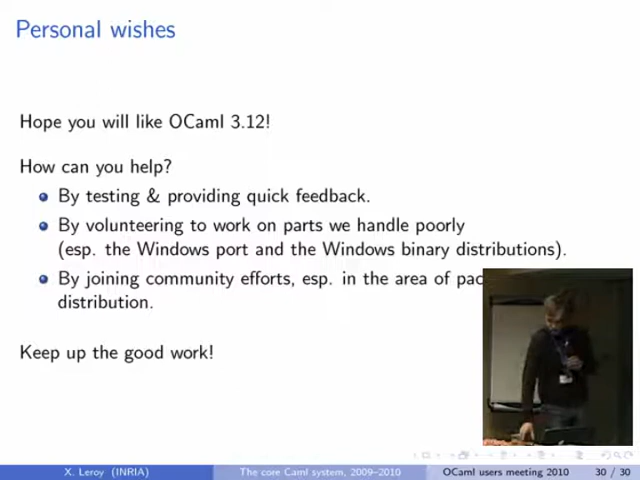 Personal wishes
Hope you will like OCaml 3.12!
How can you help?
By testing & providing quick feedback.
By volunteering to work on parts we handle poorly
(esp. the Windows port and the Windows binary distributions).
By joining community efforts, esp. in the area of
distribution.
Keep up the good work!
X. Leroy (INRIA)
The core Caml system, 2009–2010
OCaml users meeting 2010
30 / 30